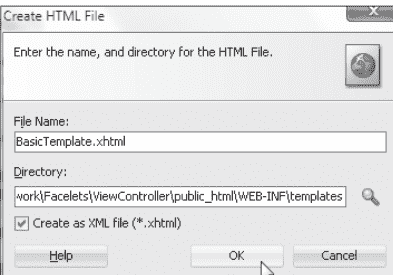 Create HTML File
Enter the name, and directory for the HTML File.
File Name:
BasicTemplate.xhtml
Directory:
work\Facelets\ViewController\public_html\WEB-INF\templates
Create as XML file (*.xhtml)
Help OK Cancel